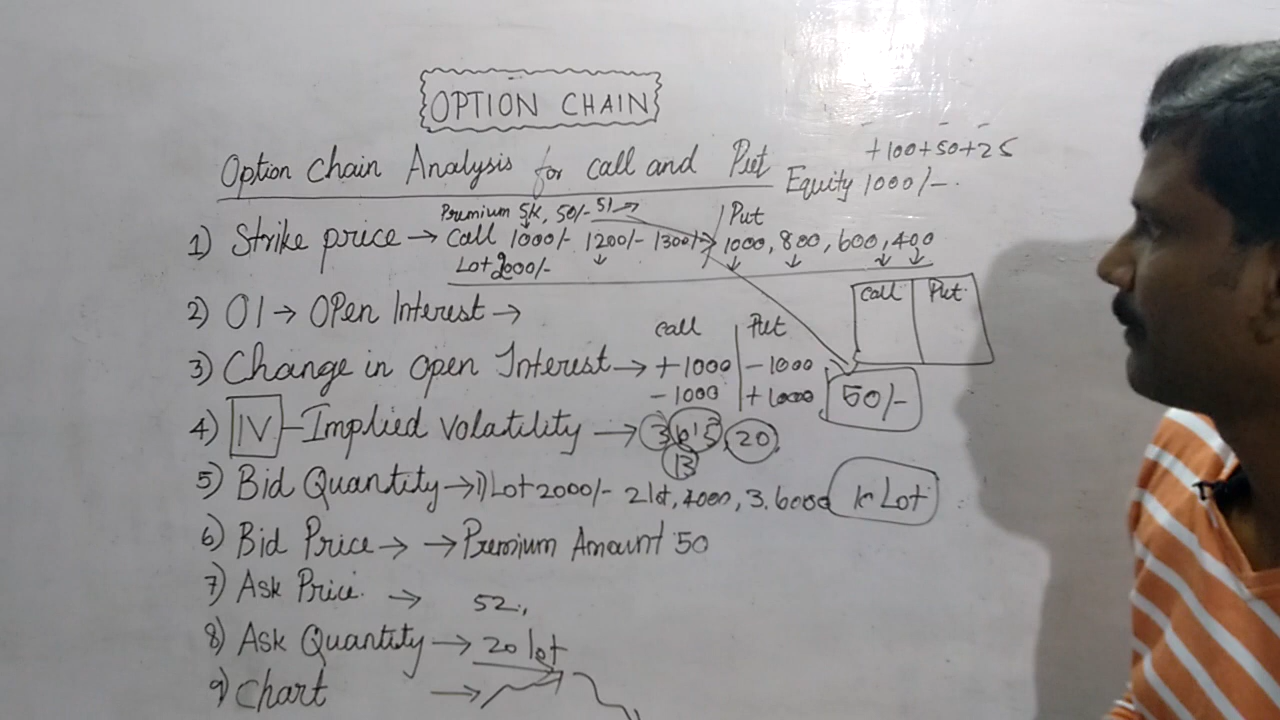 OPTION CHAIN
Option Chain Analysis for call and Put
+100+50+25
Equity 1000/-
Premium 5K, 50/- 51
Put
1) Strike price → Call 1000/- 1200/- 1300/- 1000, 800, 600, 400
Lot 2000/-
2) OI → OPen Interest →
Call Put
call Put
3) Change in open Interest → +1000 -1000
-1000 +1000
50/-
4) IV - Implied volatility → 20
13
5) Bid Quantity → 1) Lot 2000/- 2 lot, 4000, 3. 6000 Lot
6) Bid Price → → Premium Amount 50
7) Ask Price. → 52
8) Ask Quantity → 20 lot
9) Chart →